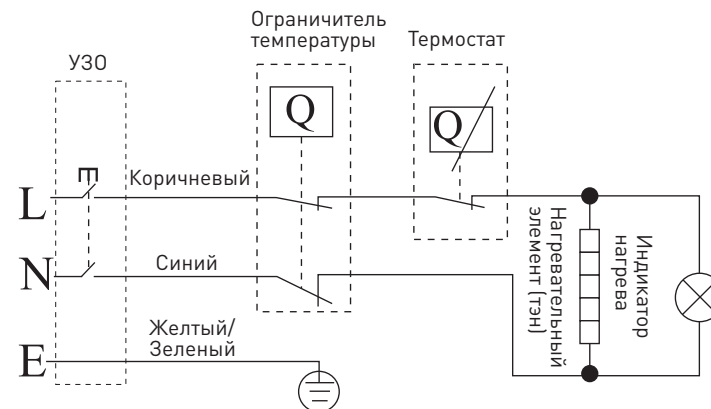 Ограничитель
температуры
Термостат
УЗО
Q
Q
E
L
Коричневый
N
Синий
E
Желтый/
Зеленый
Нагревательный
элемент (тэн)
Индикатор
нагрева